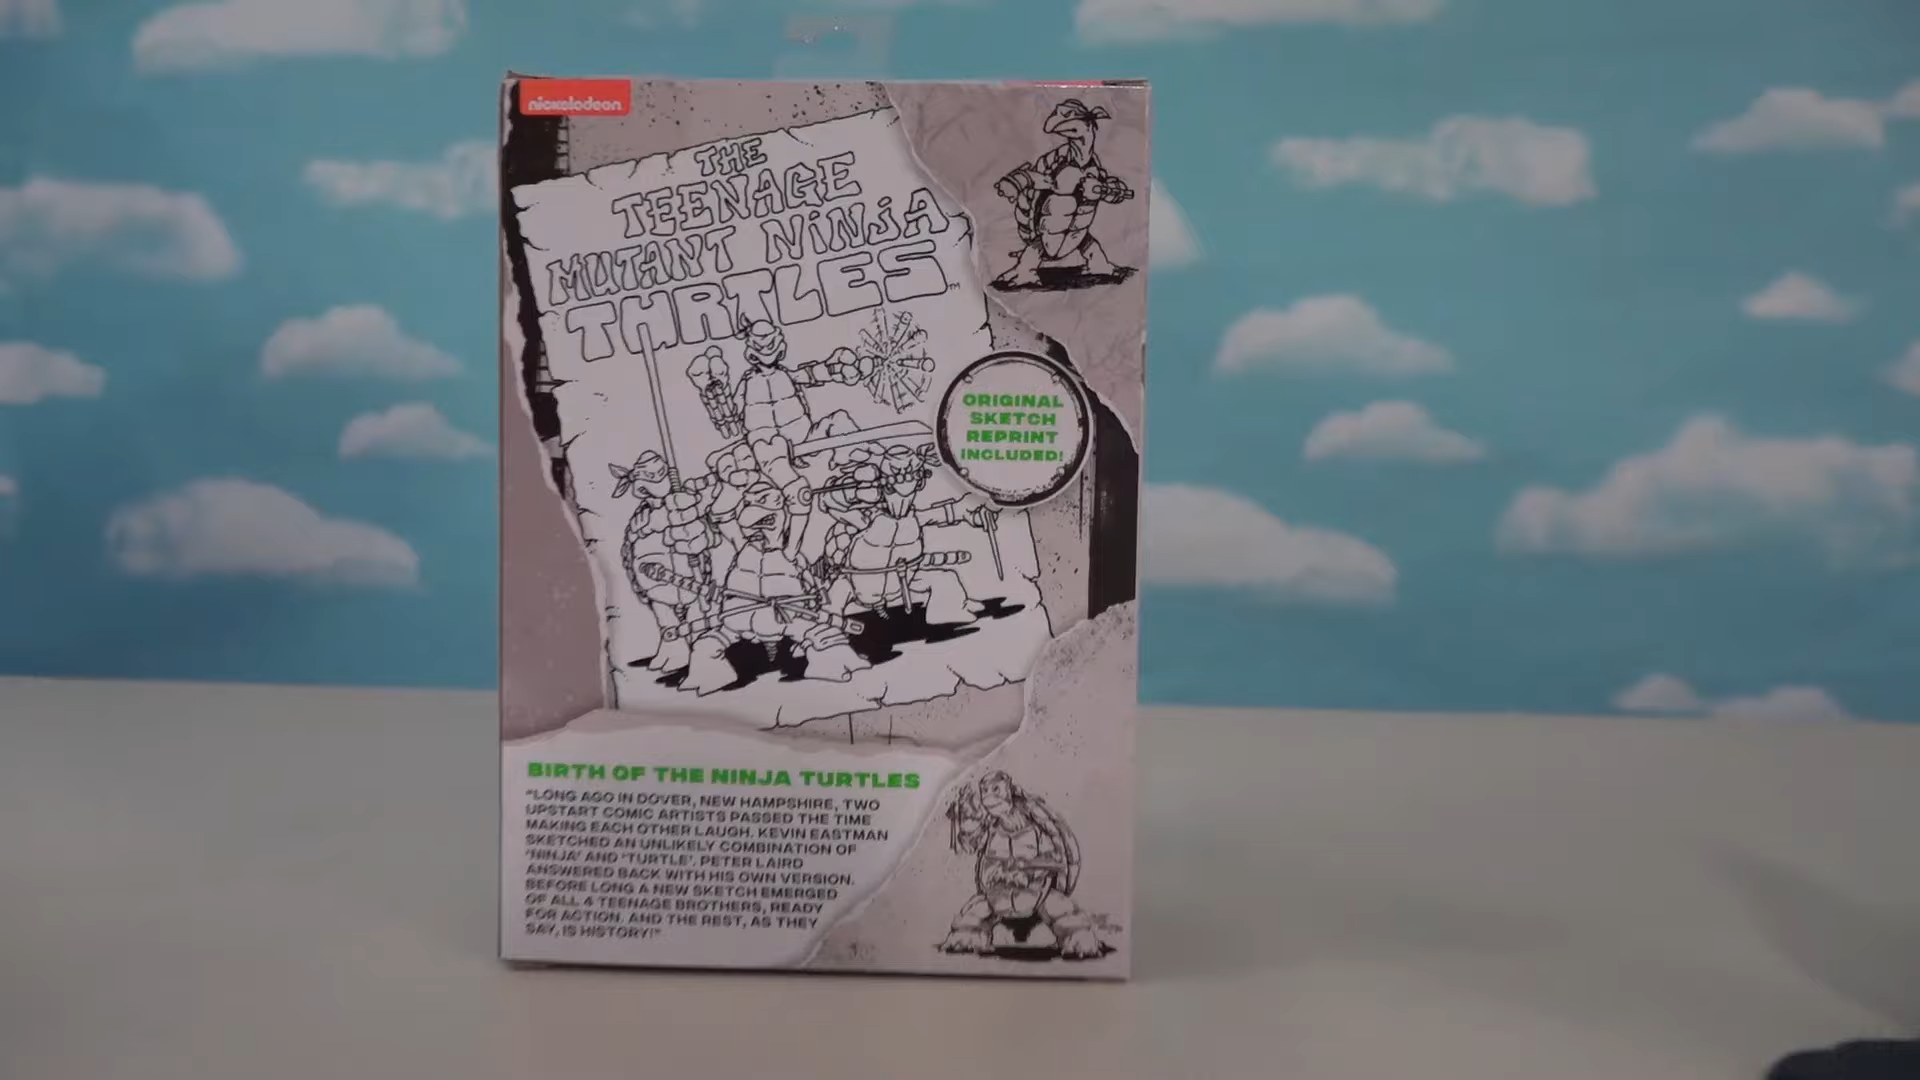 nickelodeon
THE
TEENAGE
MUTANT NiNJA
TURTLES™
ORIGINAL
SKETCH
REPRINT
INCLUDED!
BIRTH OF THE NINJA TURTLES
"LONG AGO IN DOVER, NEW HAMPSHIRE, TWO
UPSTART COMIC ARTISTS PASSED THE TIME
MAKING EACH OTHER LAUGH. KEVIN EASTMAN
SKETCHED AN UNLIKELY COMBINATION OF
'NINJA' AND 'TURTLE'. PETER LAIRD
ANSWERED BACK WITH HIS OWN VERSION.
BEFORE LONG A NEW SKETCH EMERGED
OF ALL 4 TEENAGE BROTHERS, READY
FOR ACTION. AND THE REST, AS THEY
SAY, IS HISTORY!"